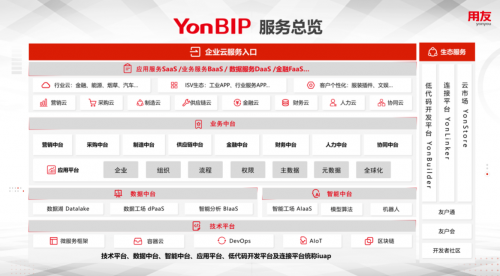 YonBIP 服务总览
用友
yonyou
企业云服务入口
生态服务
应用服务SaaS /业务服务BaaS / 数据服务DaaS /金融FaaS...
行业云: 金融、能源、烟草、汽车...
ISV生态: 工业APP、行业服务APP...
客户个性化: 服装插件、文娱...
营销云
采购云
制造云
供应链云
金融云
财务云
人力云
协同云
业务中台
营销中台
采购中台
制造中台
供应链中台
金融中台
财务中台
人力中台
协同中台
应用平台
企业
组织
流程
权限
主数据
元数据
全球化
数据中台
智能中台
数据湖 Datalake
数据工场 dPaaS
智能分析 BIaaS
智能工场 AIaaS
模型算法
机器人
技术平台
微服务框架
容器云
DevOps
AIoT
区块链
技术平台、数据中台、智能中台、应用平台、低代码开发平台及连接平台统称iuap
低代码开发平台 YonBuilder
连接平台 YonLinker
云市场 YonStore
友户通
友户会
开发者社区